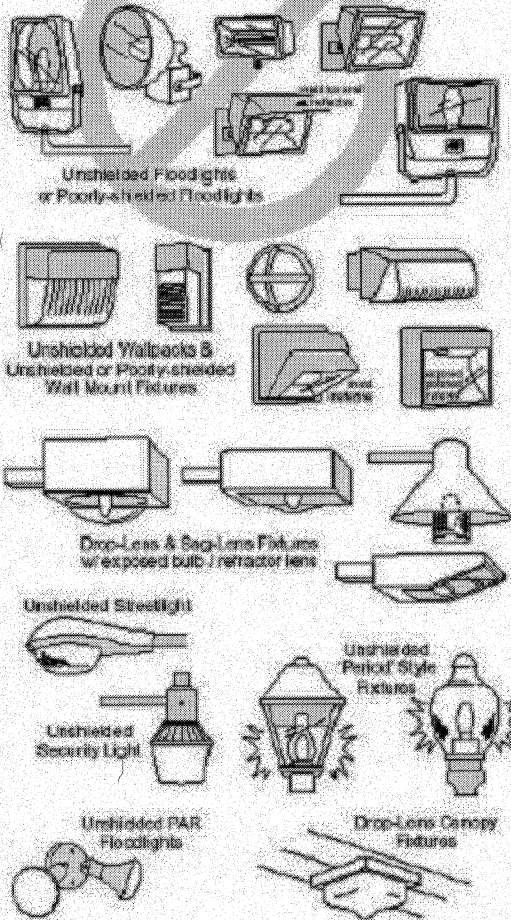 Unshielded Floodlights
or Poorly-shielded Floodlights
Unshielded Wallpacks &
Unshielded or Poorly-shielded
Wall Mount Fixtures
Drop-Lens & Sag-Lens Fixtures
w/exposed bulb / refractor lens
Unshielded Streetlight
Unshielded
'Period' Style
Fixtures
Unshielded
Security Light
Unshielded PAR
Floodlights
Drop-Lens Canopy
Fixtures